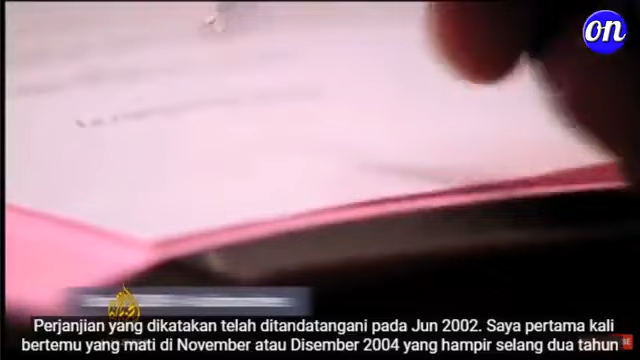 on
Perjanjian yang dikatakan telah ditandatangani pada Jun 2002. Saya pertama kali
bertemu yang mati di November atau Disember 2004 yang hampir selang dua tahun